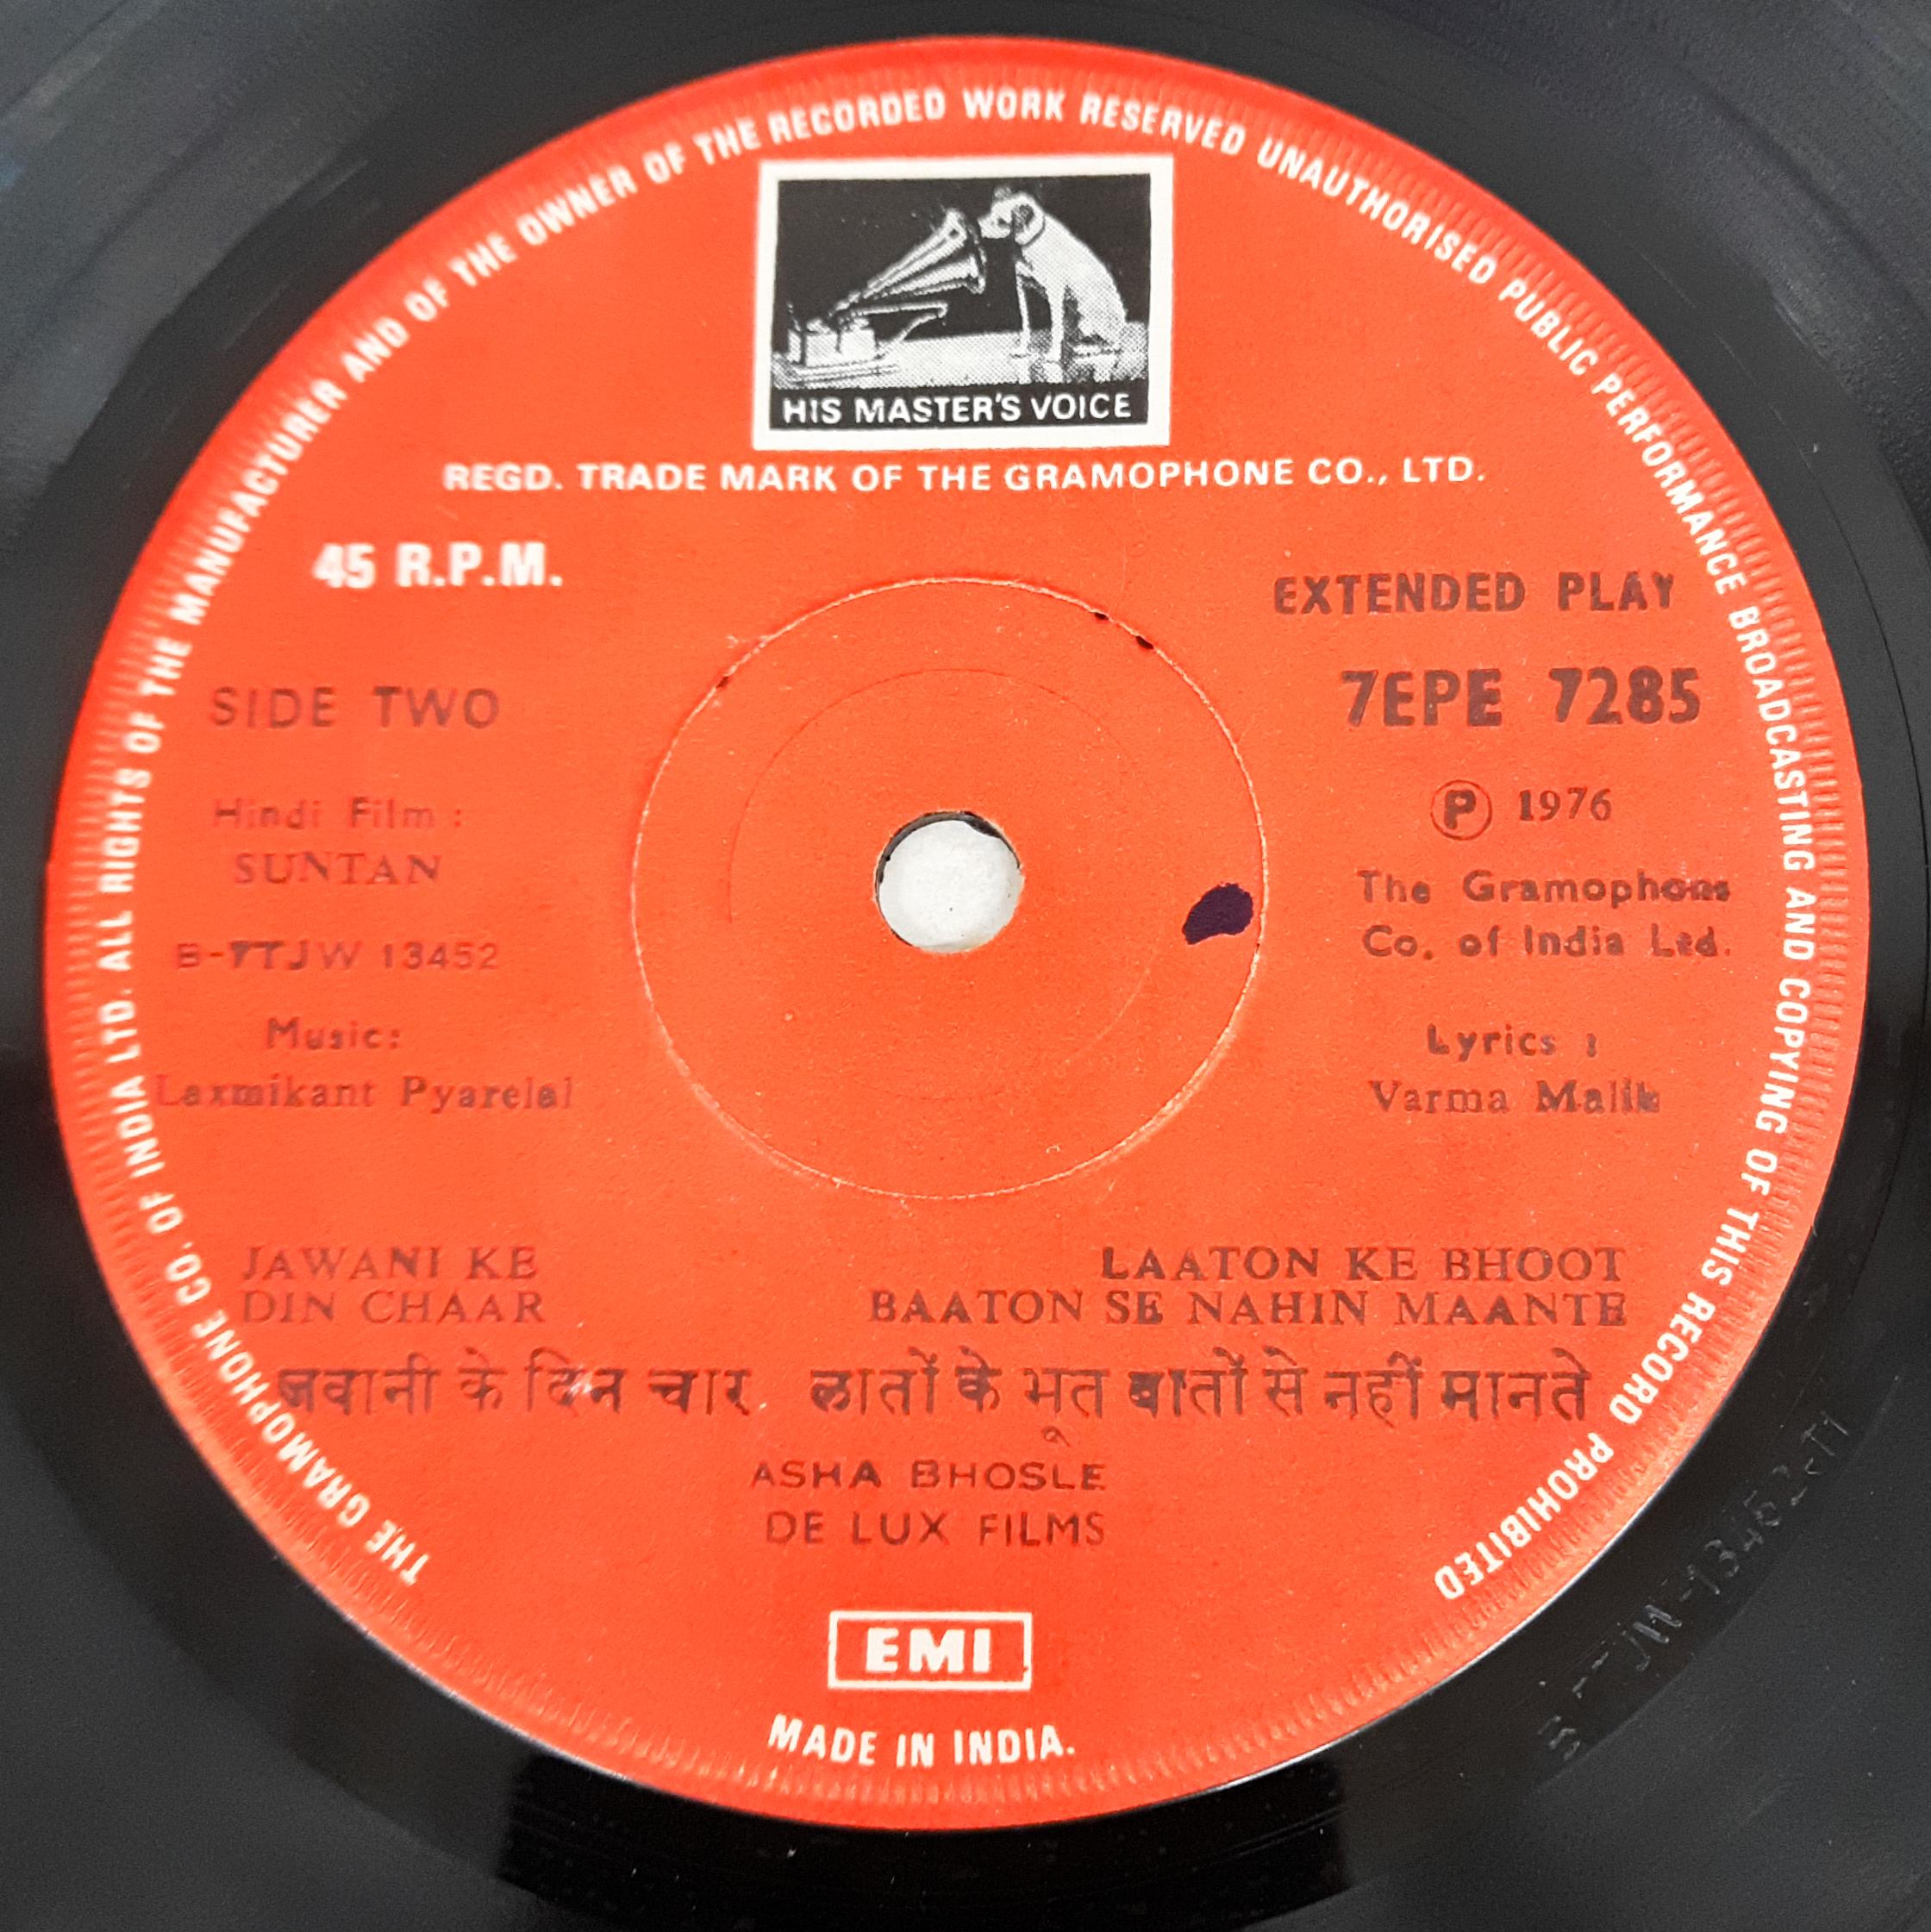 THE GRAMOPHONE CO. OF INDIA LTD. ALL RIGHTS OF THE MANUFACTURER AND OF THE OWNER OF THE RECORDED WORK RESERVED UNAUTHORISED PUBLIC PERFORMANCE BROADCASTING AND COPYING OF THIS RECORD PROHIBITED
HIS MASTER'S VOICE
REGD. TRADE MARK OF THE GRAMOPHONE CO., LTD.
45 R.P.M.
EXTENDED PLAY
SIDE TWO
7EPE 7285
Hindi Film :
SUNTAN
℗ 1976
The Gramophone
Co. of India Ltd.
B-7TJW 13452
Music:
Laxmikant Pyarelal
Lyrics :
Varma Malik
JAWANI KE
DIN CHAAR
LAATON KE BHOOT
BAATON SE NAHIN MAANTE
जवानी के दिन चार लातों के भूत बातों से नहीं मानते
ASHA BHOSLE
DE LUX FILMS
EMI
MADE IN INDIA.